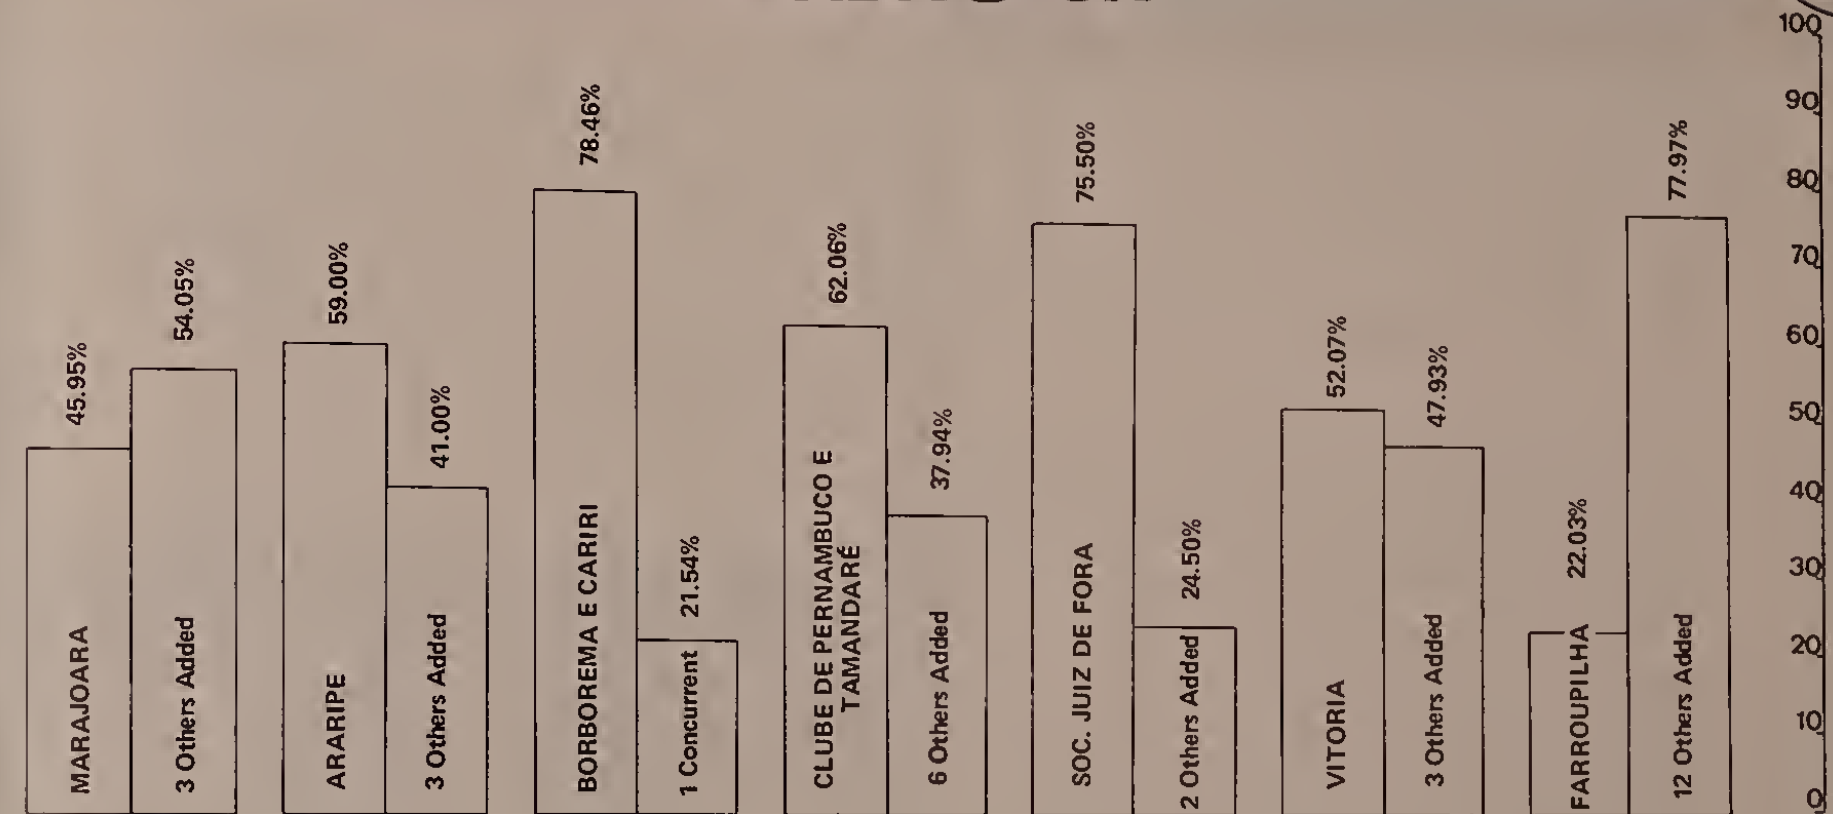 45.95%
MARAJOARA
54.05%
3 Others Added
59.00%
ARARIPE
41.00%
3 Others Added
78.46%
BORBOREMA E CARIRI
21.54%
1 Concurrent
62.06%
CLUBE DE PERNAMBUCO E
TAMANDARÉ
37.94%
6 Others Added
75.50%
SOC. JUIZ DE FORA
24.50%
2 Others Added
52.07%
VITORIA
47.93%
3 Others Added
22.03%
FARROUPILHA
77.97%
12 Others Added
100
90
80
70
60
50
40
30
20
10
0